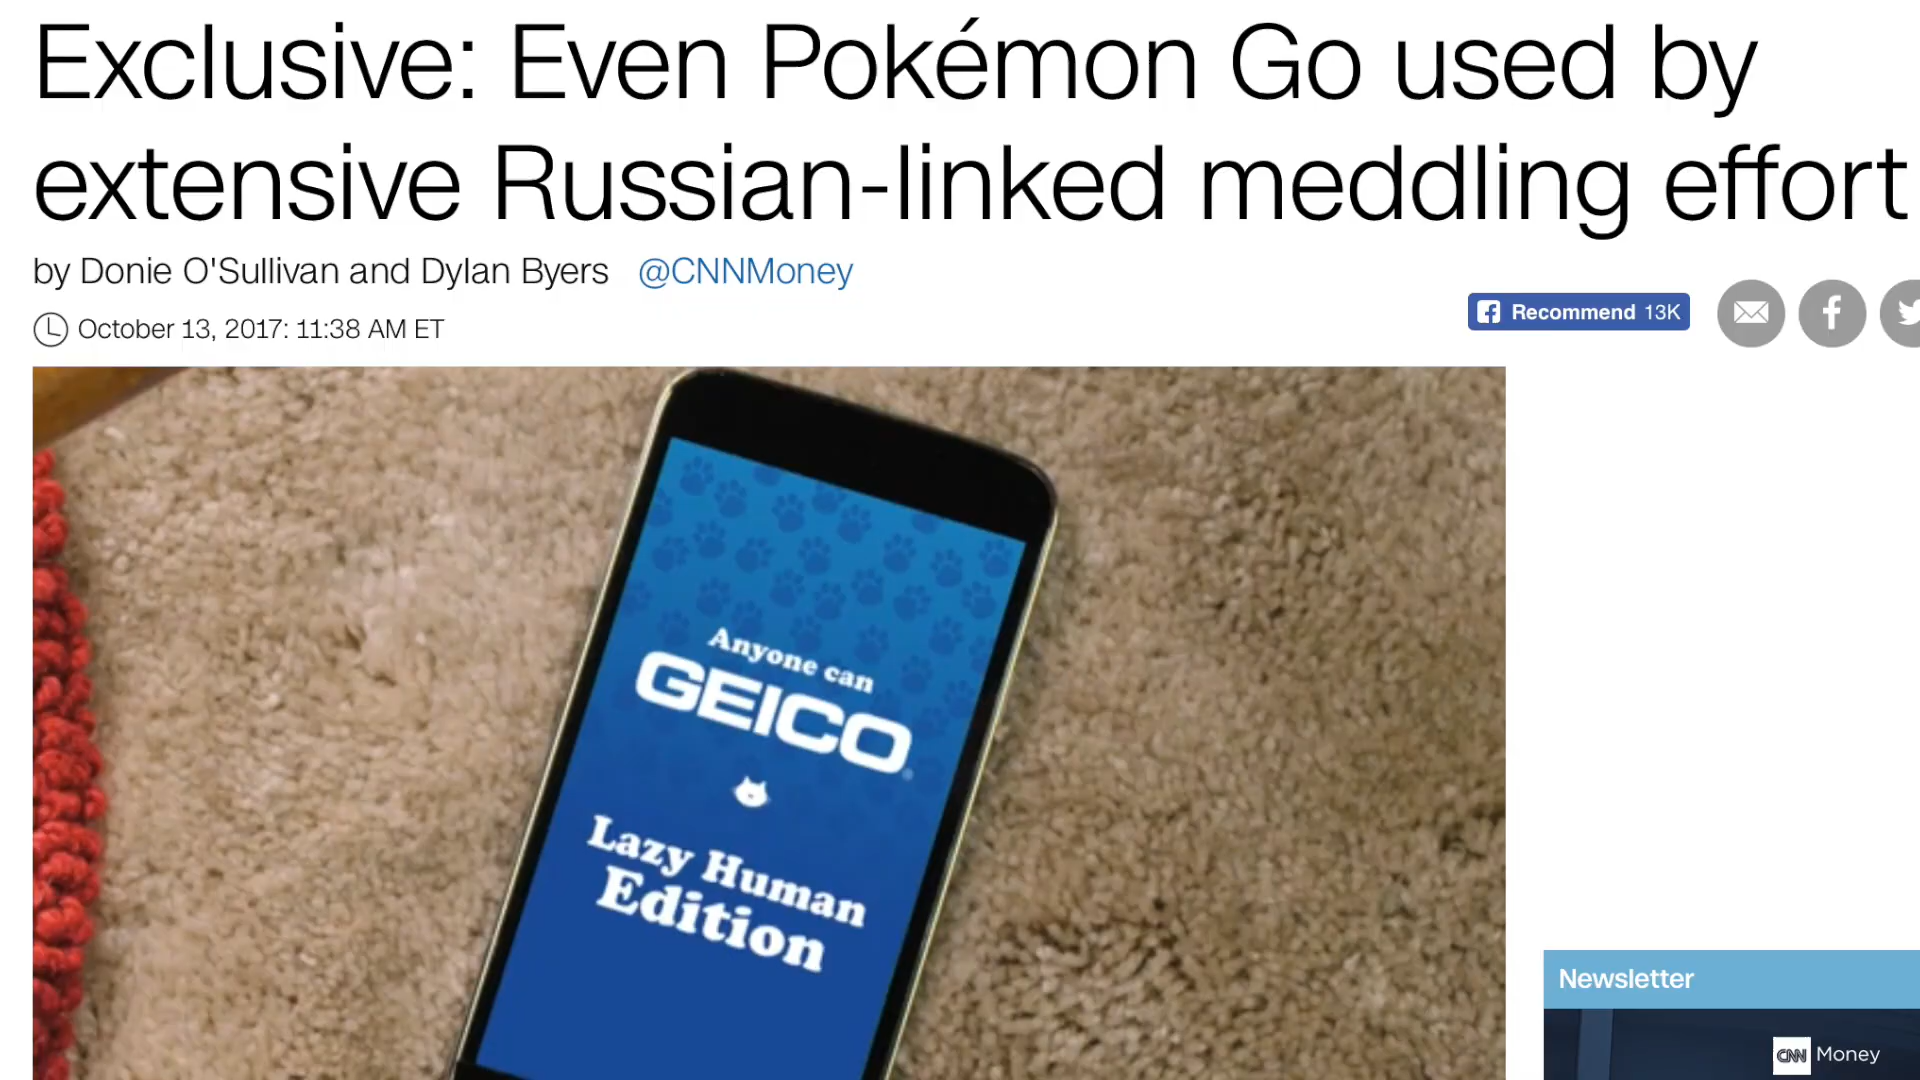 Exclusive: Even Pokémon Go used by
extensive Russian-linked meddling effort
by Donie O'Sullivan and Dylan Byers @CNNMoney
October 13, 2017: 11:38 AM ET
Recommend 13K
Anyone can
GEICO
Lazy Human
Edition
Newsletter
CNN Money